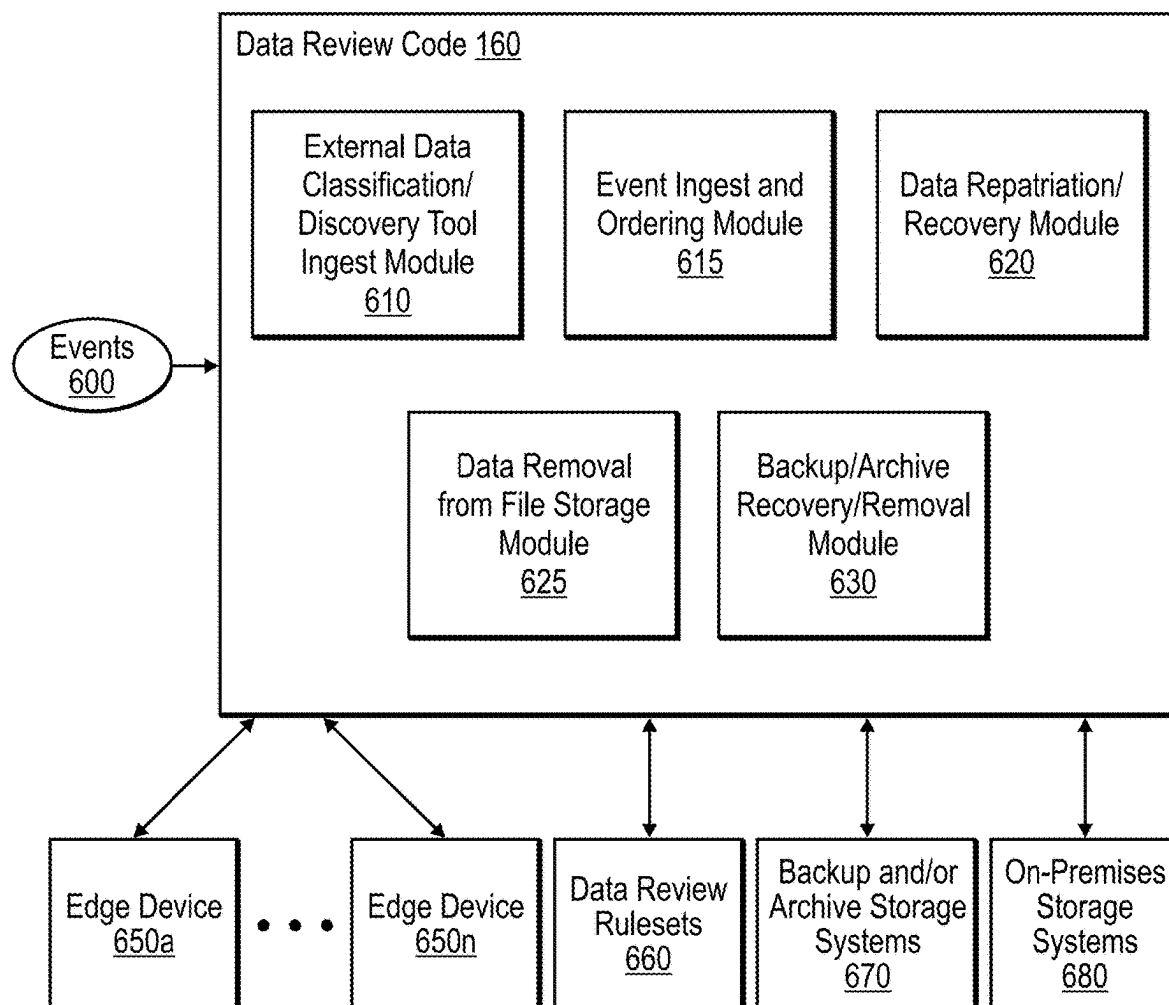 Data Review Code 160
External Data
Classification/
Discovery Tool
Ingest Module
610
Event Ingest and
Ordering Module
615
Data Repatriation/
Recovery Module
620
Events
600
Data Removal
from File Storage
Module
625
Backup/Archive
Recovery/Removal
Module
630
Edge Device
650a
• • •
Edge Device
650n
Data Review
Rulesets
660
Backup and/or
Archive Storage
Systems
670
On-Premises
Storage
Systems
680